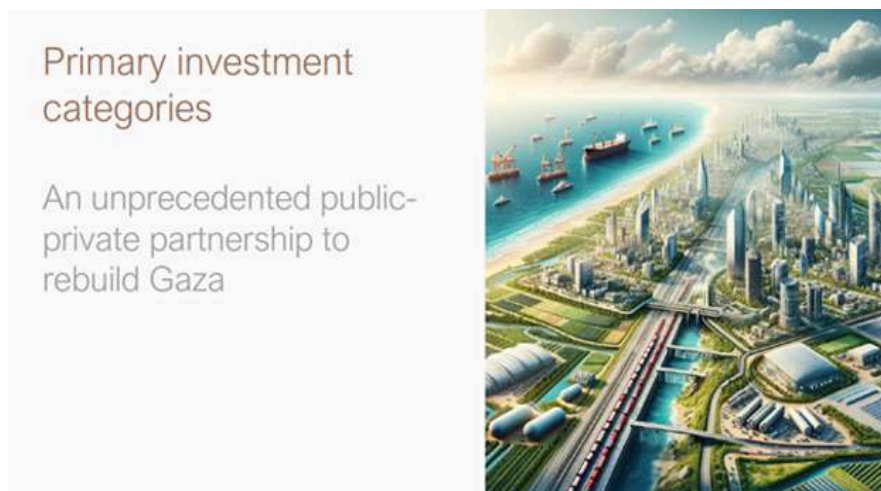 Primary investment
categories
An unprecedented public-
private partnership to
rebuild Gaza